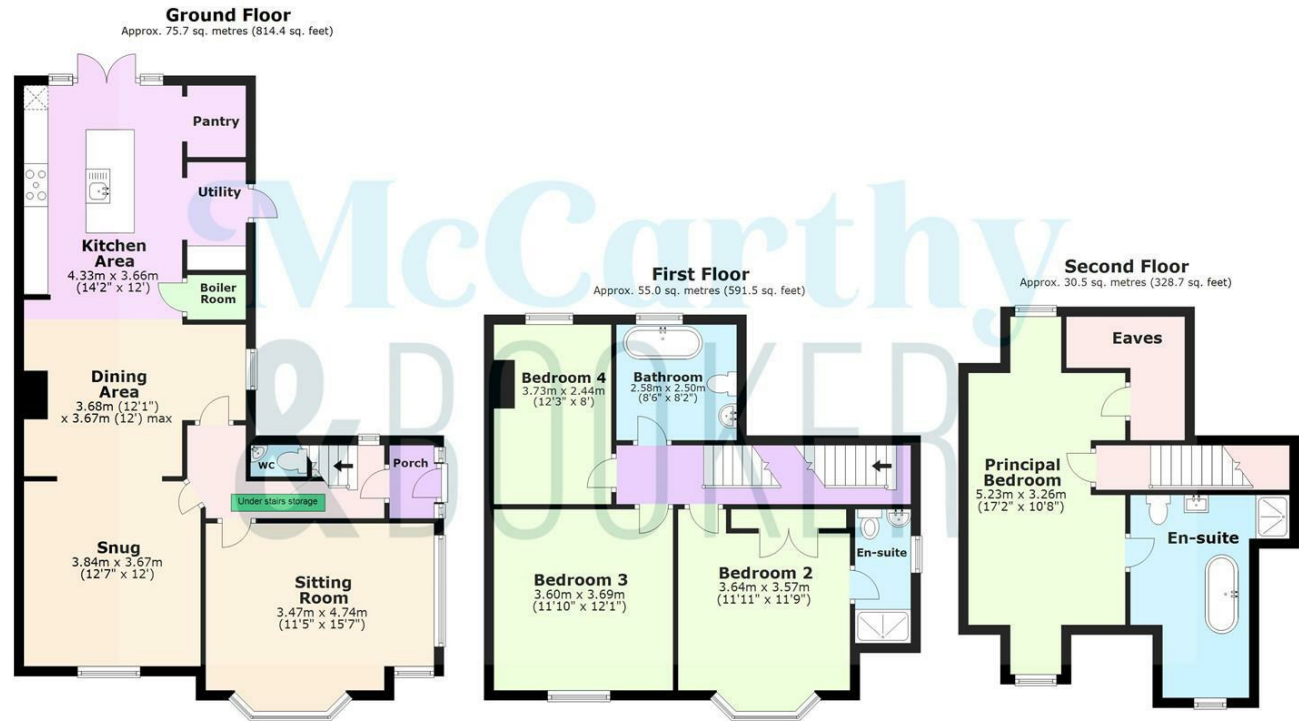 Ground Floor
Approx. 75.7 sq. metres (814.4 sq. feet)
Pantry
Utility
Kitchen
Area
4.33m x 3.66m
(14'2" x 12')
Boiler
Room
Dining
Area
3.68m (12'1")
x 3.67m (12') max
WC
Porch
Under stairs storage
Snug
3.84m x 3.67m
(12'7" x 12')
Sitting
Room
3.47m x 4.74m
(11'5" x 15'7")
First Floor
Approx. 55.0 sq. metres (591.5 sq. feet)
Bedroom 4
3.73m x 2.44m
(12'3" x 8')
Bathroom
2.58m x 2.50m
(8'6" x 8'2")
Bedroom 3
3.60m x 3.69m
(11'10" x 12'1")
Bedroom 2
3.64m x 3.57m
(11'11" x 11'9")
En-suite
Second Floor
Approx. 30.5 sq. metres (328.7 sq. feet)
Eaves
Principal
Bedroom
5.23m x 3.26m
(17'2" x 10'8")
En-suite
McCarthy
& BOOKER